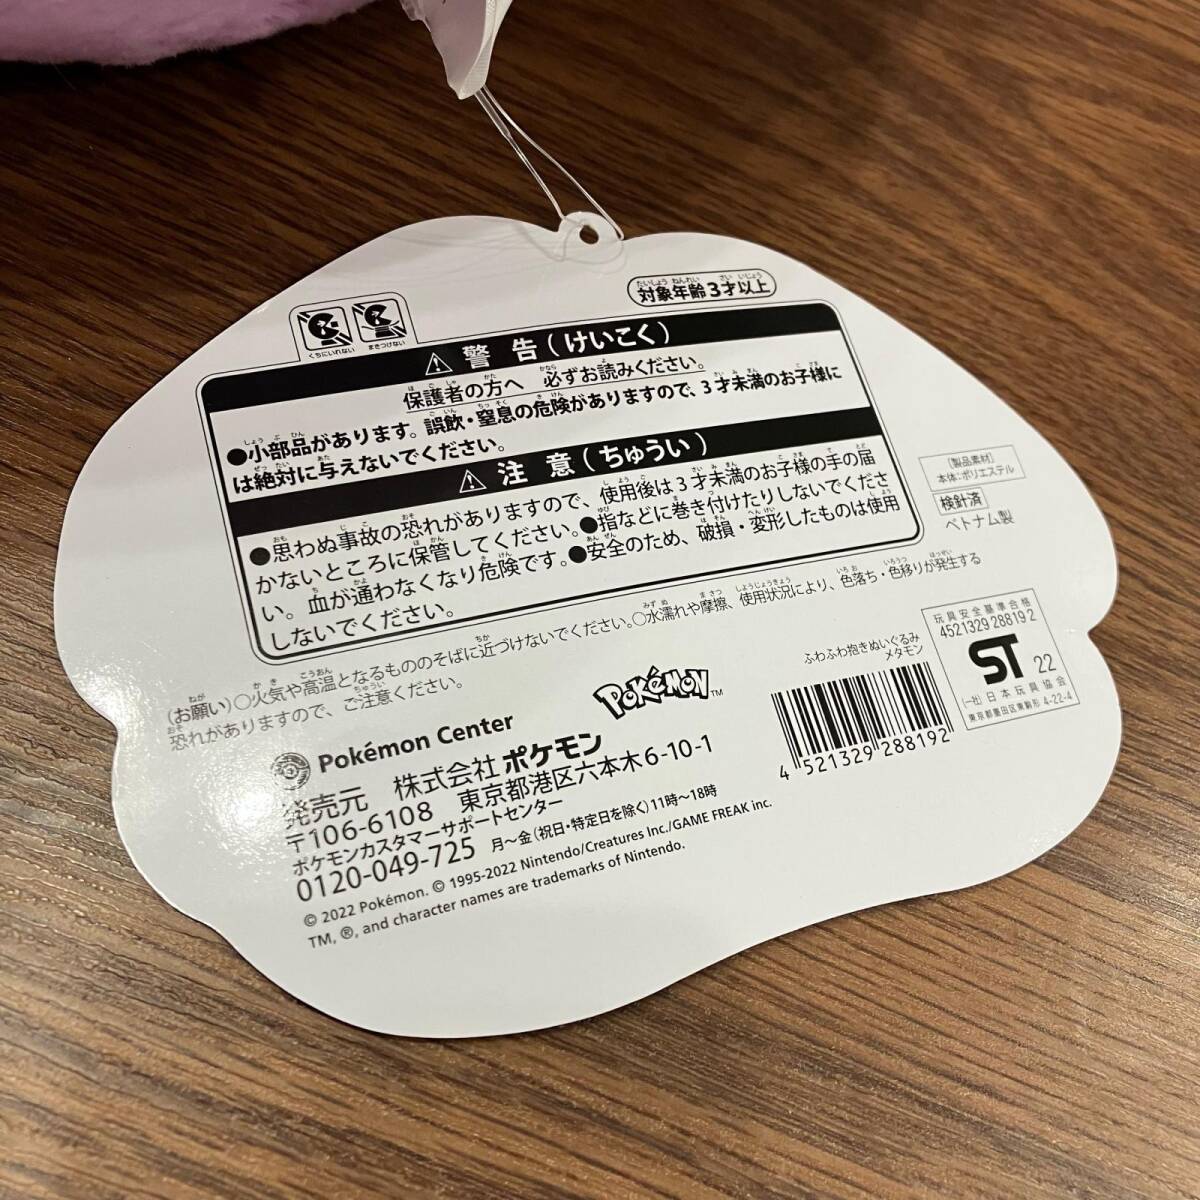 対象年齢3才以上
くちにいれない
まきつけない
⚠ 警告(けいこく)
保護者の方へ 必ずお読みください。
●小部品があります。誤飲・窒息の危険がありますので、3才未満のお子様に
は絶対に与えないでください。
⚠ 注意(ちゅうい)
●思わぬ事故の恐れがありますので、使用後は3才未満のお子様の手の届
かないところに保管してください。●指などに巻き付けたりしないでくださ
い。血が通わなくなり危険です。●安全のため、破損・変形したものは使用
しないでください。
(お願い)○火気や高温となるもののそばに近づけないでください。○水濡れや摩擦、使用状況により、色落ち・色移りが発生する
恐れがありますので、ご注意ください。
〈製品素材〉
本体:ポリエステル
検針済
ベトナム製
Pokémon Center
POKéMON™
発売元 株式会社ポケモン
〒106-6108 東京都港区六本木6-10-1
ポケモンカスタマーサポートセンター
0120-049-725 月~金(祝日・特定日を除く)11時~18時
© 2022 Pokémon. © 1995-2022 Nintendo/Creatures Inc./GAME FREAK inc.
TM, ®, and character names are trademarks of Nintendo.
ふわふわ抱きぬいぐるみ
メタモン
4 521329 288192
玩具安全基準合格
4521329 28819 2
ST 22
(一社)日本玩具協会
東京都墨田区東駒形 4-22-4